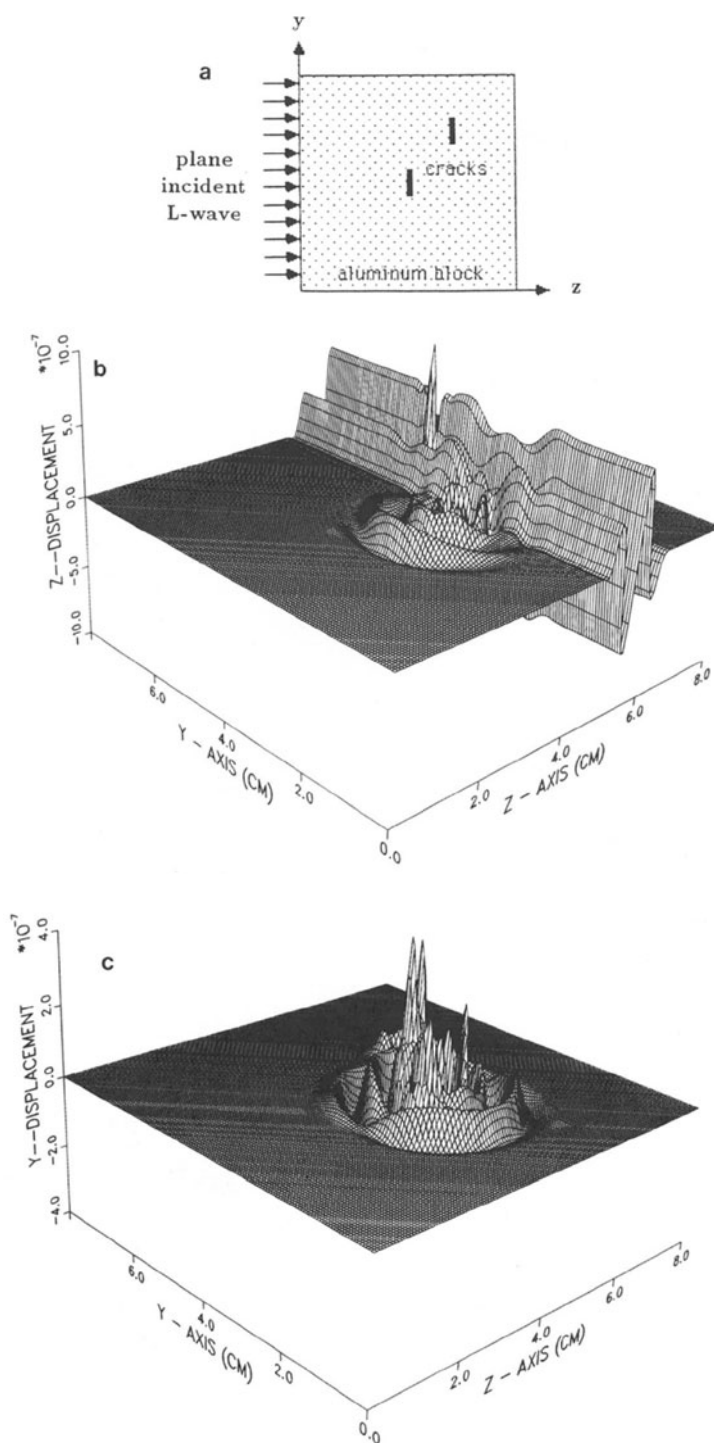 y
a
plane
incident
L-wave
cracks
aluminum block
z
b
*10⁻⁷
10.0
5.0
0.0
-5.0
-10.0
Z--DISPLACEMENT
6.0
4.0
2.0
0.0
Y - AXIS (CM)
2.0
4.0
6.0
8.0
Z - AXIS (CM)
c
*10⁻⁷
4.0
2.0
0.0
-2.0
-4.0
Y--DISPLACEMENT
6.0
4.0
2.0
0.0
Y - AXIS (CM)
2.0
4.0
6.0
8.0
Z - AXIS (CM)